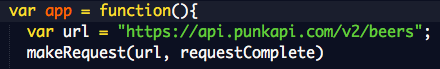 var app = function(){
var url = "https://api.punkapi.com/v2/beers";
makeRequest(url, requestComplete)